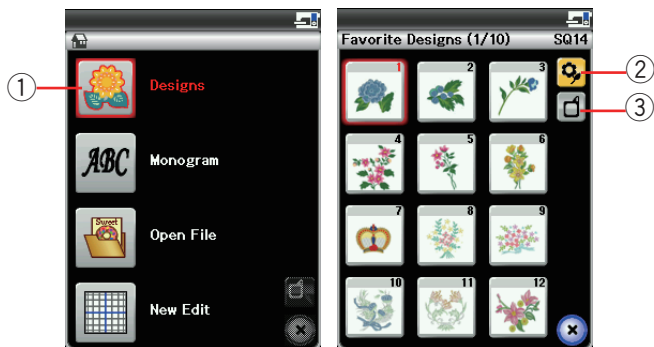 Designs
ABC
Monogram
Sweet
Open File
New Edit
Favorite Designs (1/10) SQ14
1 2 3
4 5 6
7 8 9
10 11 12
①
②
③